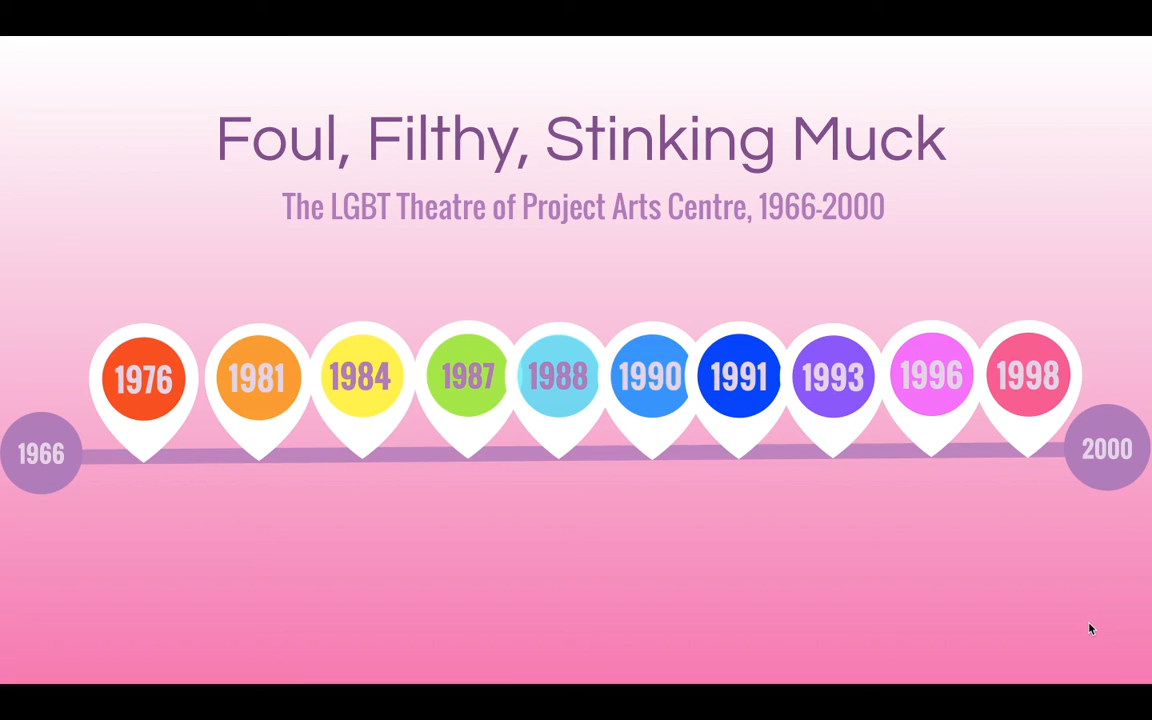 Foul, Filthy, Stinking Muck
The LGBT Theatre of Project Arts Centre, 1966-2000
1976 1981 1984 1987 1988 1990 1991 1993 1996 1998
1966 2000